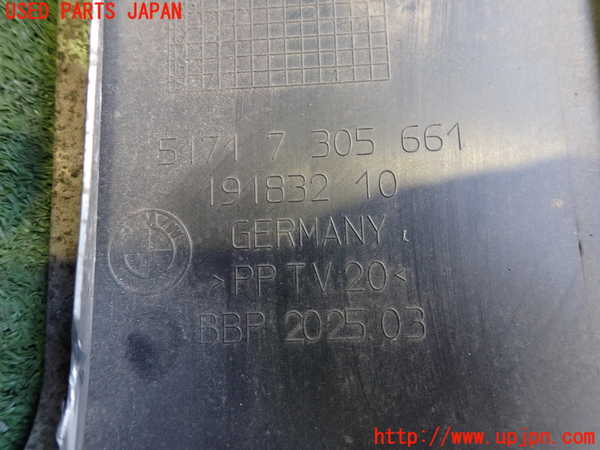 USED PARTS JAPAN
5171 7 305 661
191832 10
BMW
GERMANY
>PP TV 20<
BBP 2025.03
http://www.upjpn.com